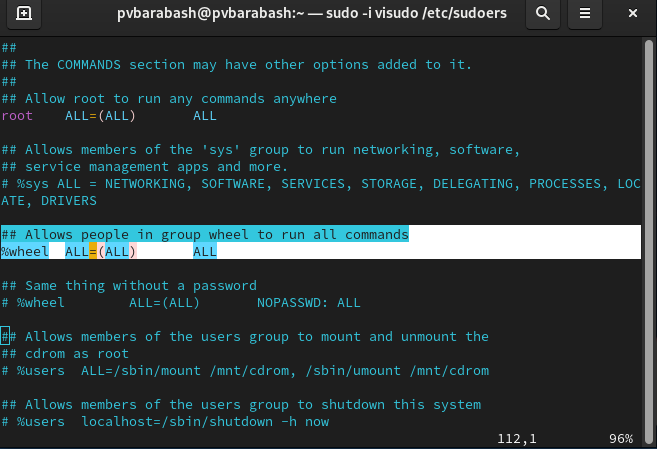 pvbarabash@pvbarabash:~ — sudo -i visudo /etc/sudoers
##
## The COMMANDS section may have other options added to it.
##
## Allow root to run any commands anywhere
root    ALL=(ALL)       ALL
## Allows members of the 'sys' group to run networking, software,
## service management apps and more.
# %sys ALL = NETWORKING, SOFTWARE, SERVICES, STORAGE, DELEGATING, PROCESSES, LOC
ATE, DRIVERS
## Allows people in group wheel to run all commands
%wheel  ALL=(ALL)       ALL
## Same thing without a password
# %wheel        ALL=(ALL)       NOPASSWD: ALL
## Allows members of the users group to mount and unmount the
## cdrom as root
# %users  ALL=/sbin/mount /mnt/cdrom, /sbin/umount /mnt/cdrom
## Allows members of the users group to shutdown this system
# %users  localhost=/sbin/shutdown -h now
112,1         96%